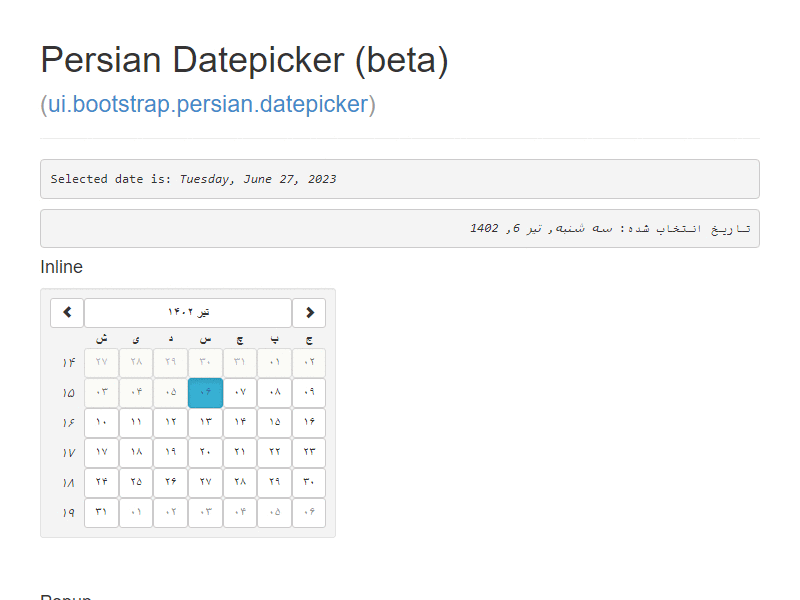 Persian Datepicker (beta)
(ui.bootstrap.persian.datepicker)
Selected date is: Tuesday, June 27, 2023
تاریخ انتخاب شده: سه شنبه, تیر 6, 1402
Inline
تیر ۱۴۰۲
ش ی د س چ پ ج
۱۴ ۲۷ ۲۸ ۲۹ ۳۰ ۳۱ ۰۱ ۰۲
۱۵ ۰۳ ۰۴ ۰۵ ۰۶ ۰۷ ۰۸ ۰۹
۱۶ ۱۰ ۱۱ ۱۲ ۱۳ ۱۴ ۱۵ ۱۶
۱۷ ۱۷ ۱۸ ۱۹ ۲۰ ۲۱ ۲۲ ۲۳
۱۸ ۲۴ ۲۵ ۲۶ ۲۷ ۲۸ ۲۹ ۳۰
۱۹ ۳۱ ۰۱ ۰۲ ۰۳ ۰۴ ۰۵ ۰۶
Popup